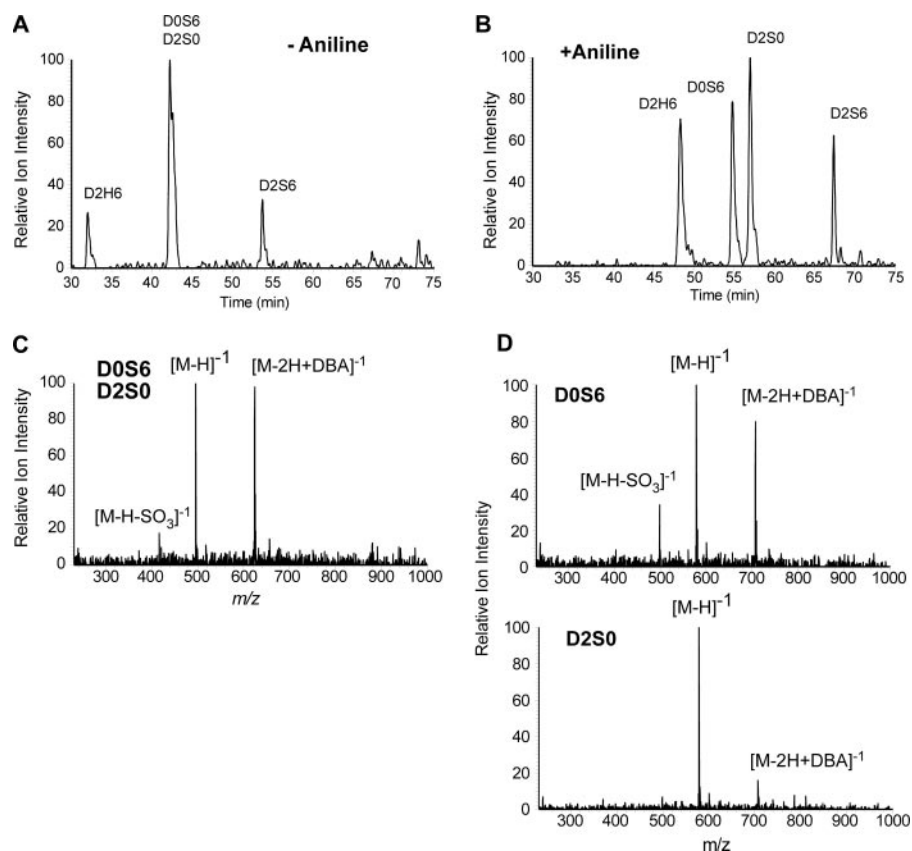 A
D0S6
D2S0
- Aniline
D2H6
D2S6
Relative Ion Intensity
100
80
60
40
20
0
30 35 40 45 50 55 60 65 70 75
Time (min)
B
+Aniline
D2H6
D0S6
D2S0
D2S6
Relative Ion Intensity
100
80
60
40
20
0
30 35 40 45 50 55 60 65 70 75
Time (min)
C
D0S6
D2S0
[M-H]⁻¹
[M-2H+DBA]⁻¹
[M-H-SO₃]⁻¹
Relative Ion Intensity
100
80
60
40
20
0
300 400 500 600 700 800 900 1000
m/z
D
D0S6
[M-H]⁻¹
[M-2H+DBA]⁻¹
[M-H-SO₃]⁻¹
Relative Ion Intensity
100
80
60
40
20
0
300 400 500 600 700 800 900 1000
[M-H]⁻¹
D2S0
[M-2H+DBA]⁻¹
100
80
60
40
20
0
300 400 500 600 700 800 900 1000
m/z